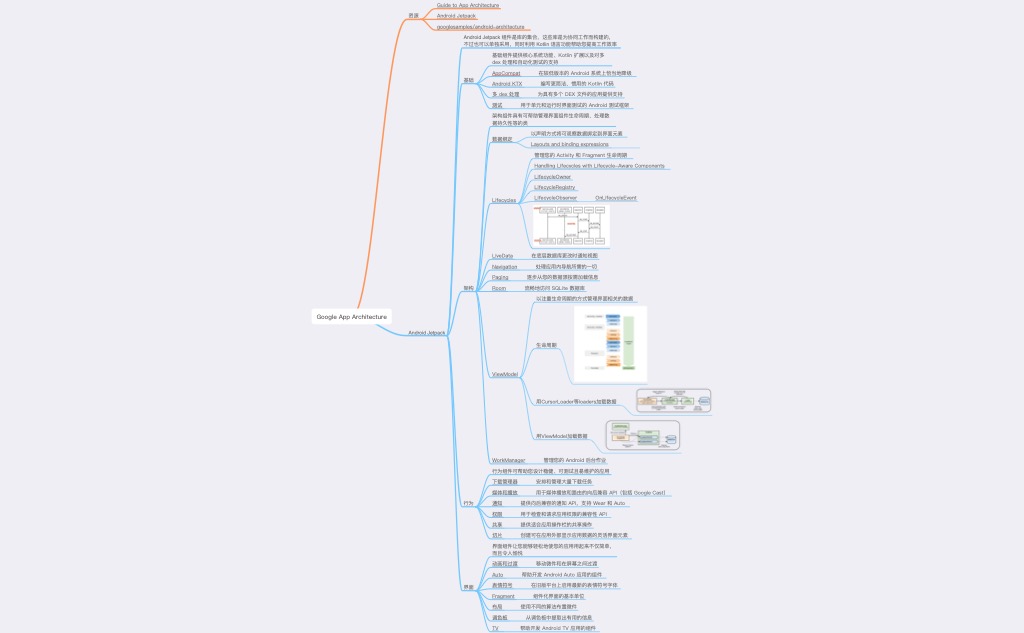 Google App Architecture
资源
Guide to App Architecture
Android Jetpack
googlesamples/android-architecture
Android Jetpack
Android Jetpack 组件是库的集合，这些库是为协同工作而构建的，
不过也可以单独采用，同时利用 Kotlin 语言功能帮助您提高工作效率
基础
基础组件提供核心系统功能、Kotlin 扩展以及对多
dex 处理和自动化测试的支持
AppCompat 在较低版本的 Android 系统上恰当地降级
Android KTX 编写更简洁、惯用的 Kotlin 代码
多 dex 处理 为具有多个 DEX 文件的应用提供支持
测试 用于单元和运行时界面测试的 Android 测试框架
架构
架构组件具有可帮助管理界面组件生命周期、处理数
据持久性等的类
数据绑定
以声明方式将可观察数据绑定到界面元素
Layouts and binding expressions
Lifecycles
管理您的 Activity 和 Fragment 生命周期
Handling Lifecycles with Lifecycle-Aware Components
LifecycleOwner
LifecycleRegistry
LifecycleObserver OnLifecycleEvent
LiveData 在底层数据库更改时通知视图
Navigation 处理应用内导航所需的一切
Paging 逐步从您的数据源按需加载信息
Room 流畅地访问 SQLite 数据库
ViewModel
以注重生命周期的方式管理界面相关的数据
生命周期
用CursorLoader等loaders加载数据
用ViewModel加载数据
WorkManager 管理您的 Android 后台作业
行为
行为组件可帮助您设计稳健、可测试且易维护的应用
下载管理器 安排和管理大量下载任务
媒体和播放 用于媒体播放和路由的向后兼容 API（包括 Google Cast）
通知 提供向后兼容的通知 API，支持 Wear 和 Auto
权限 用于检查和请求应用权限的兼容性 API
共享 提供适合应用操作栏的共享操作
切片 创建可在应用外部显示应用数据的灵活界面元素
界面
界面组件让您能够轻松地使您的应用用起来不仅简单，
而且令人愉悦
动画和过渡 移动微件和在屏幕之间过渡
Auto 帮助开发 Android Auto 应用的组件
表情符号 在旧版平台上启用最新的表情符号字体
Fragment 组件化界面的基本单位
布局 使用不同的算法布置微件
调色板 从调色板中提取出有用的信息
TV 帮助开发 Android TV 应用的组件